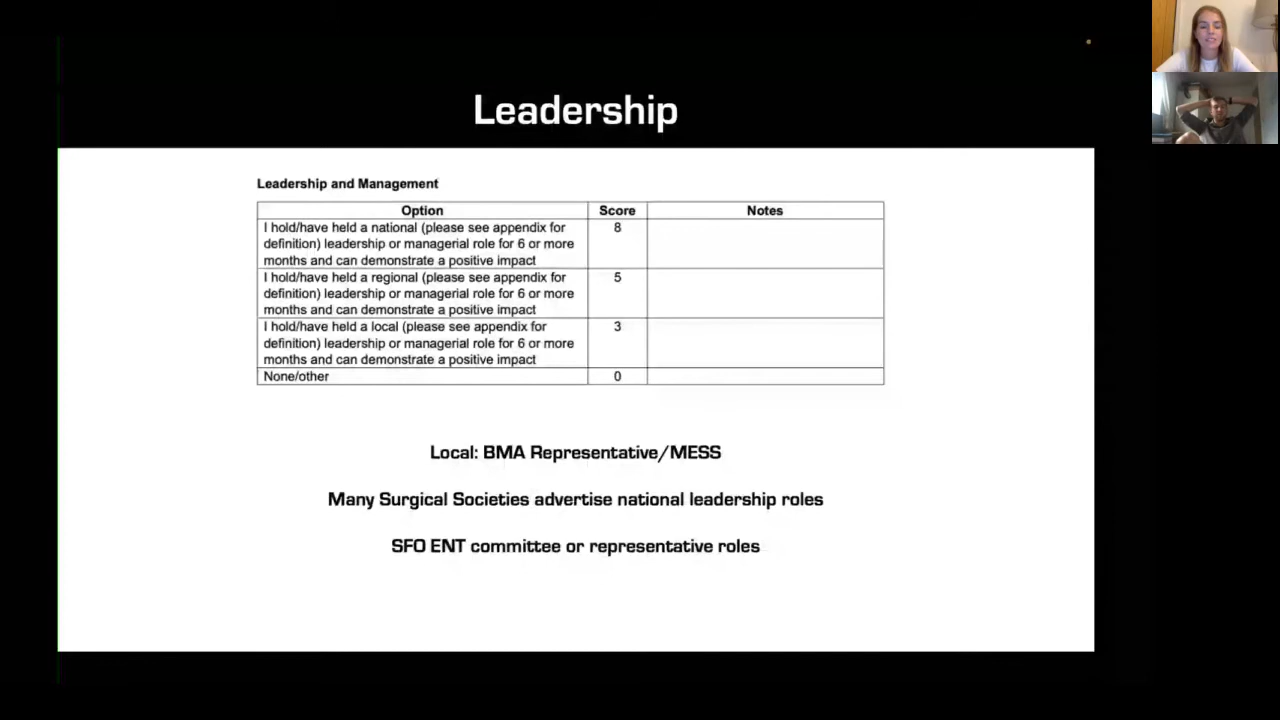 Leadership
Leadership and Management
Option Score Notes
I hold/have held a national (please see appendix for 8
definition) leadership or managerial role for 6 or more
months and can demonstrate a positive impact
I hold/have held a regional (please see appendix for 5
definition) leadership or managerial role for 6 or more
months and can demonstrate a positive impact
I hold/have held a local (please see appendix for 3
definition) leadership or managerial role for 6 or more
months and can demonstrate a positive impact
None/other 0
Local: BMA Representative/MESS
Many Surgical Societies advertise national leadership roles
SFO ENT committee or representative roles